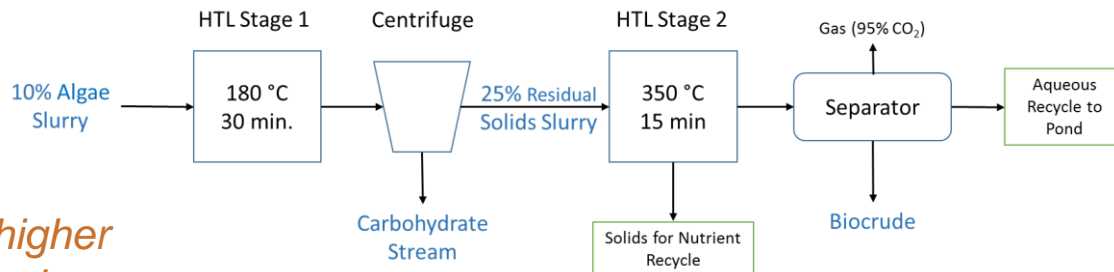 HTL Stage 1
Centrifuge
HTL Stage 2
Gas (95% CO₂)
10% Algae
Slurry
180 °C
30 min.
25% Residual
Solids Slurry
350 °C
15 min
Separator
Aqueous
Recycle to
Pond
higher
Carbohydrate
Stream
Solids for Nutrient
Recycle
Biocrude